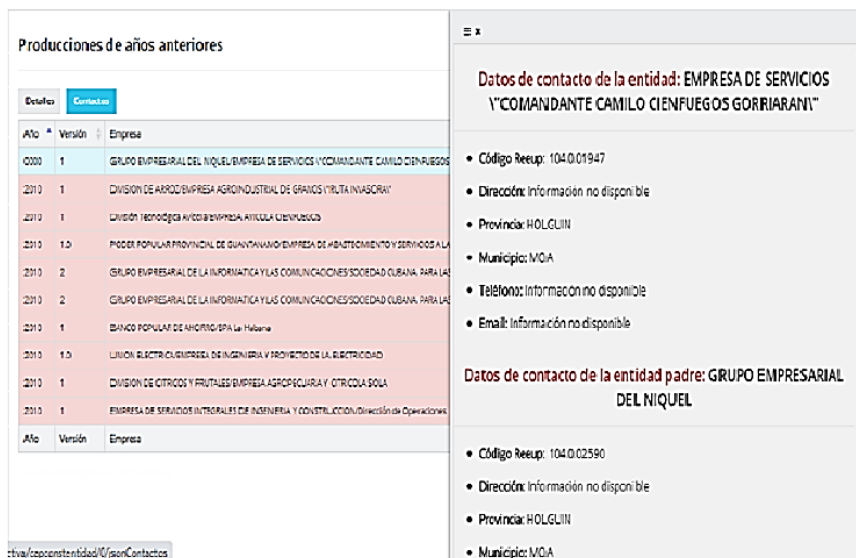 Producciones de años anteriores
Detalles Contactos
Año Versión Empresa
0000 1 GRUPO EMPRESARIAL DEL NIQUEL/EMPRESA DE SERVICIOS \"COMANDANTE CAMILO CIENFUEGOS
2010 1 DIVISION DE ARROZ/EMPRESA AGROINDUSTRIAL DE GRANOS \"RUTA INVASORA\"
2010 1 División Tecnológica Avícola/EMPRESA AVICOLA CIENFUEGOS
2010 10 PODER POPULAR PROVINCIAL DE GUANTANAMO/EMPRESA DE ABASTECIMIENTO Y SERVICIOS A LA
2010 2 GRUPO EMPRESARIAL DE LA INFORMATICA Y LAS COMUNICACIONES/SOCIEDAD CUBANA PARA LAS
2010 2 GRUPO EMPRESARIAL DE LA INFORMATICA Y LAS COMUNICACIONES/SOCIEDAD CUBANA PARA LAS
2010 1 BANCO POPULAR DE AHORRO/BPA La Habana
2010 10 UNION ELECTRICA/EMPRESA DE INGENIERIA Y PROYECTO DE LA ELECTRICIDAD
2010 1 DIVISION DE CITRICOS Y FRUTALES/EMPRESA AGROPECUARIA Y CITRICOLA SOLA
2010 1 EMPRESA DE SERVICIOS INTEGRALES DE INGENIERIA Y CONSTRUCCION/Dirección de Operaciones
Año Versión Empresa
ctiva/cepconstentidad/0/jsonContactos
x
Datos de contacto de la entidad: EMPRESA DE SERVICIOS
\"COMANDANTE CAMILO CIENFUEGOS GORRIARAN\"
• Código Reeup: 104.0.01947
• Dirección: Información no disponible
• Provincia: HOLGUIN
• Municipio: MOA
• Teléfono: Información no disponible
• Email: Información no disponible
Datos de contacto de la entidad padre: GRUPO EMPRESARIAL
DEL NIQUEL
• Código Reeup: 104.0.02590
• Dirección: Información no disponible
• Provincia: HOLGUIN
• Municipio: MOA